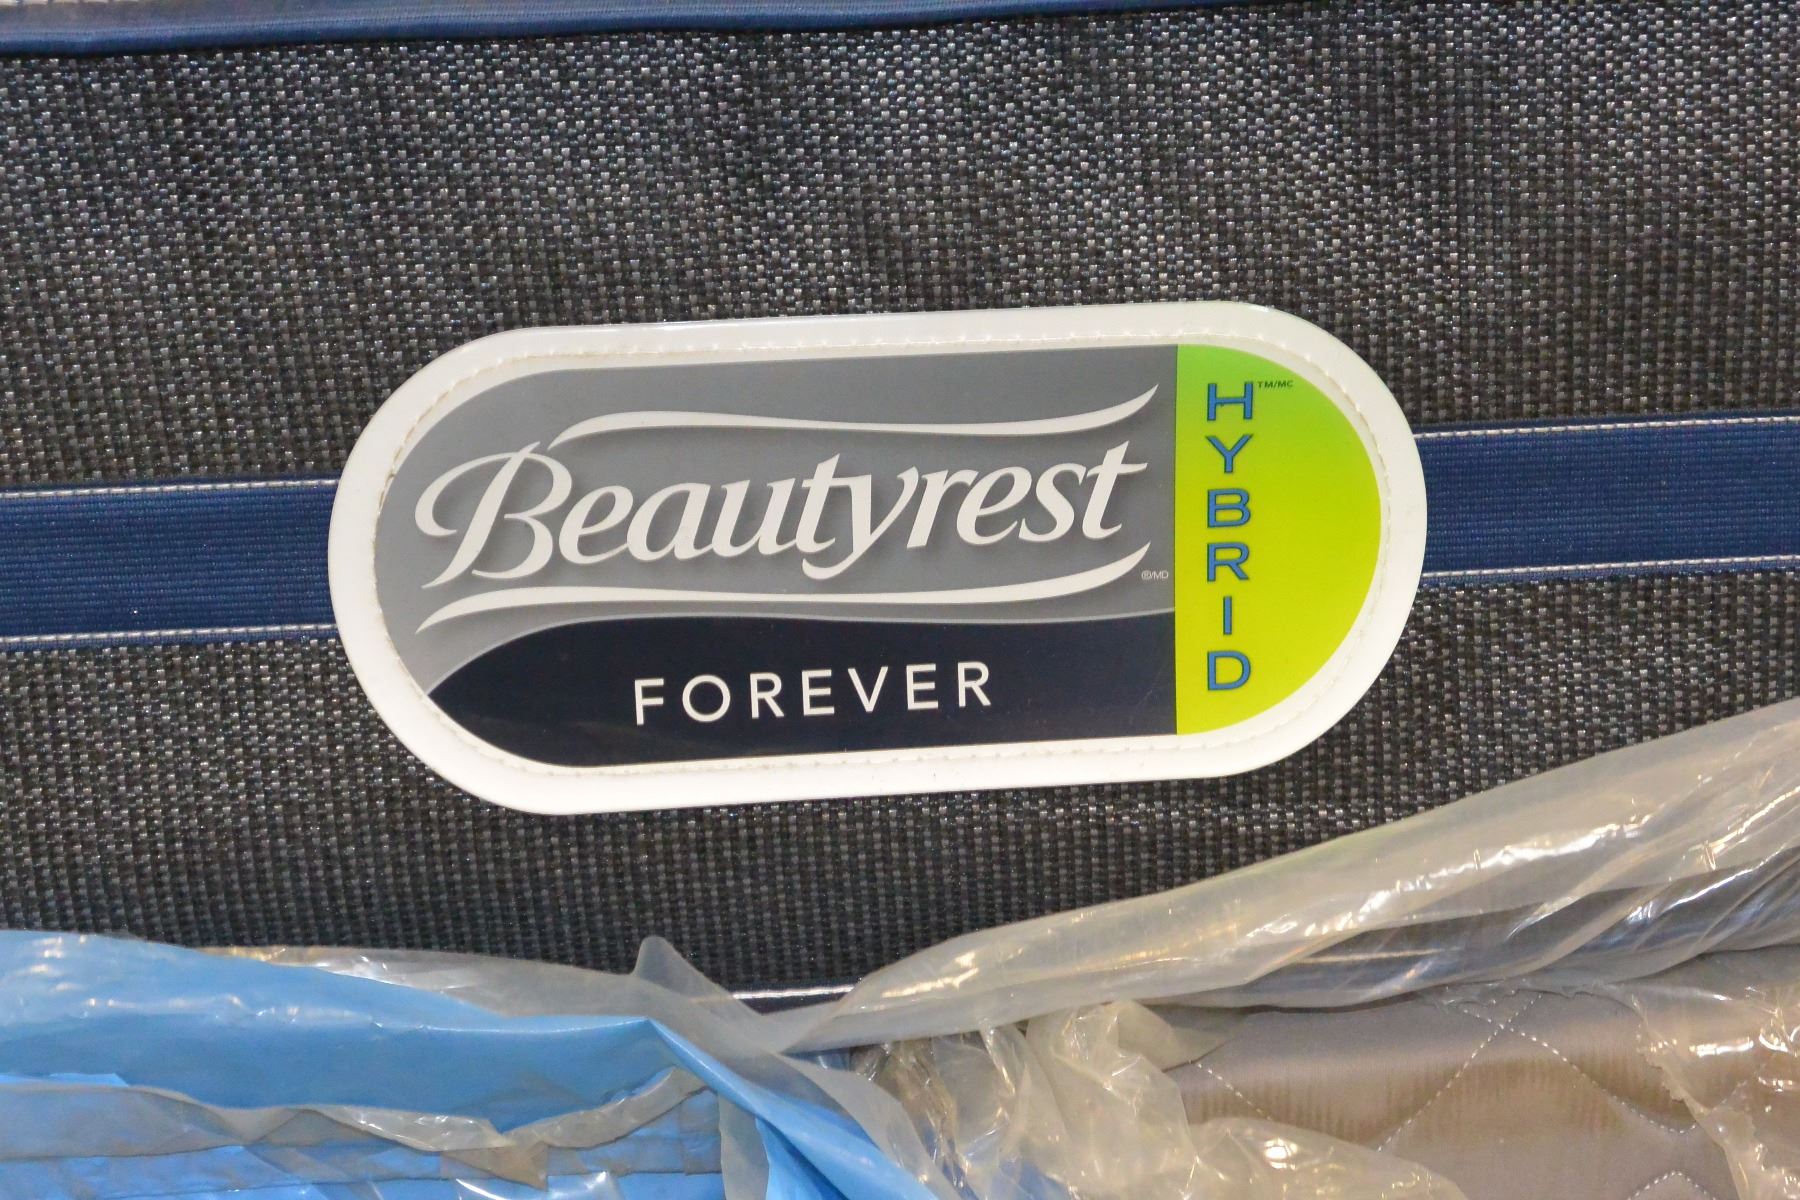 Beautyrest ®/MD
FOREVER
HYBRID ™/MC